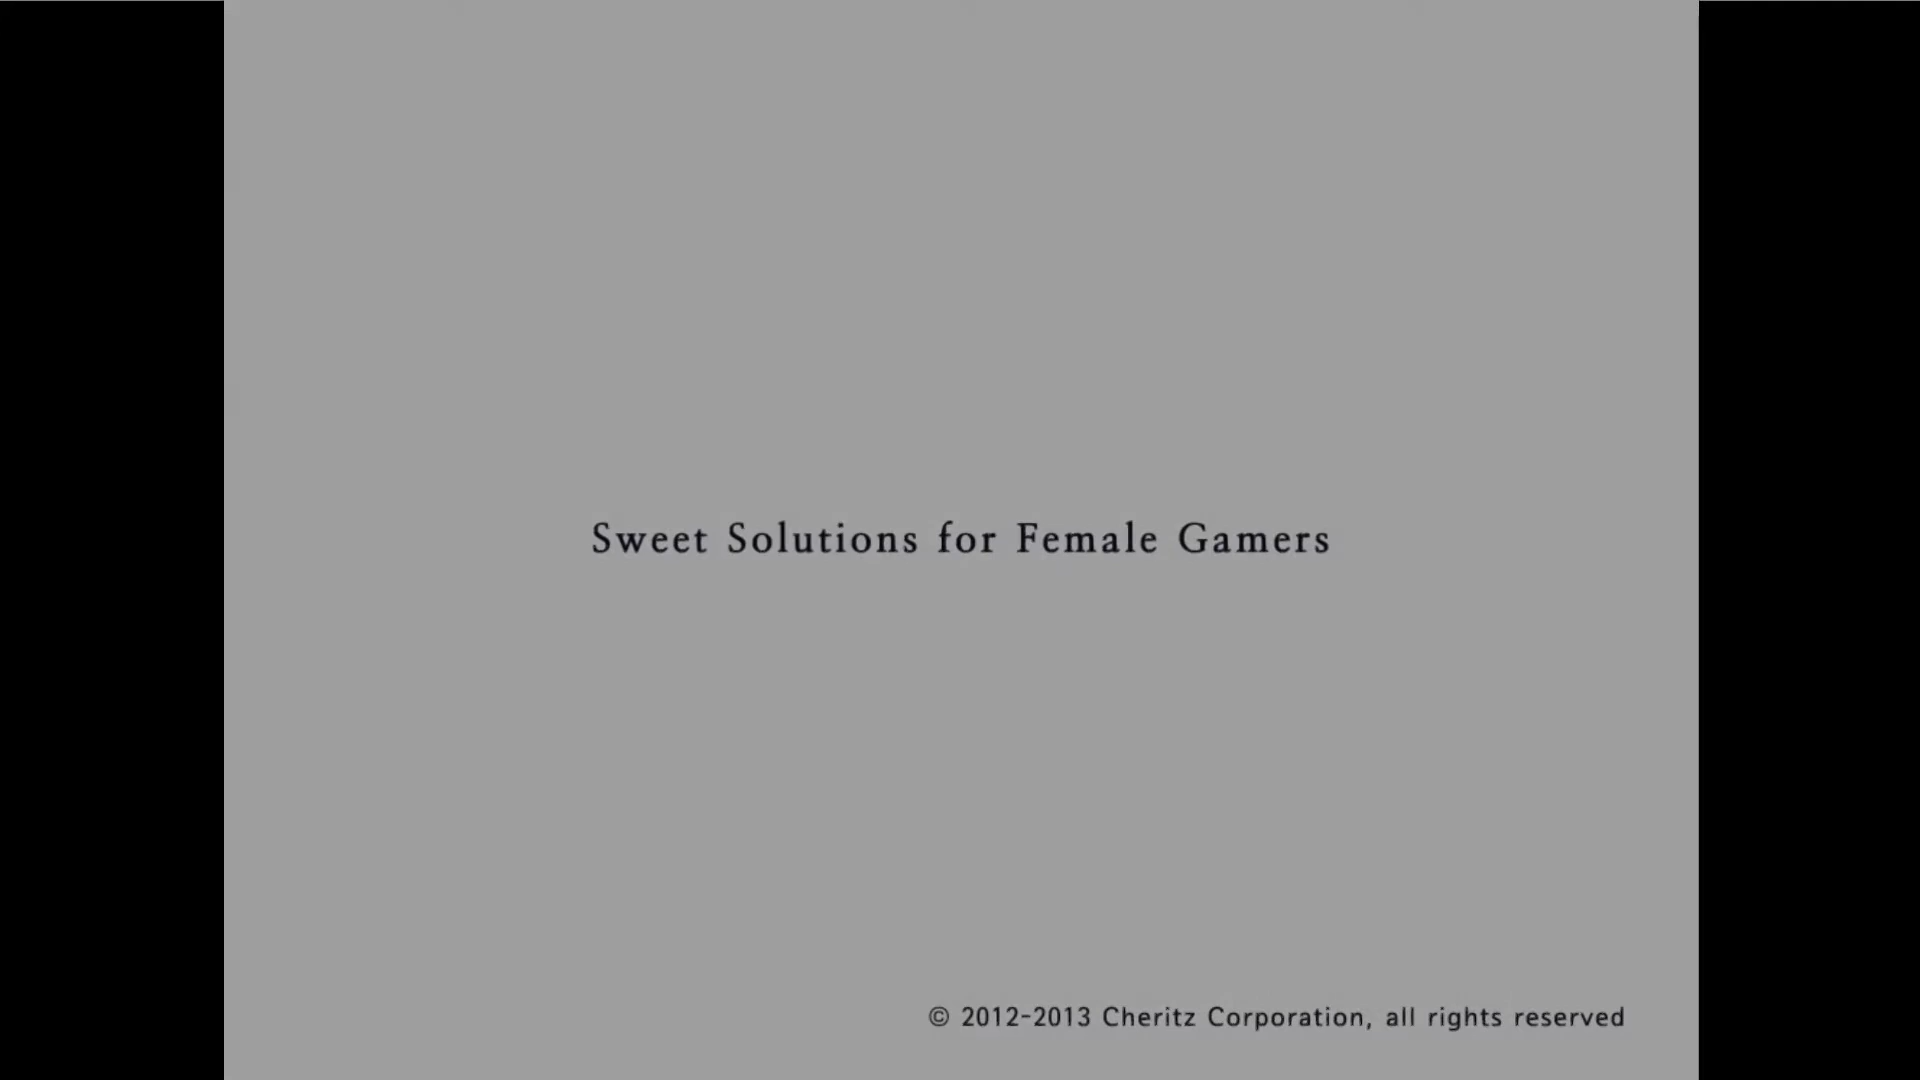 Sweet Solutions for Female Gamers
© 2012-2013 Cheritz Corporation, all rights reserved